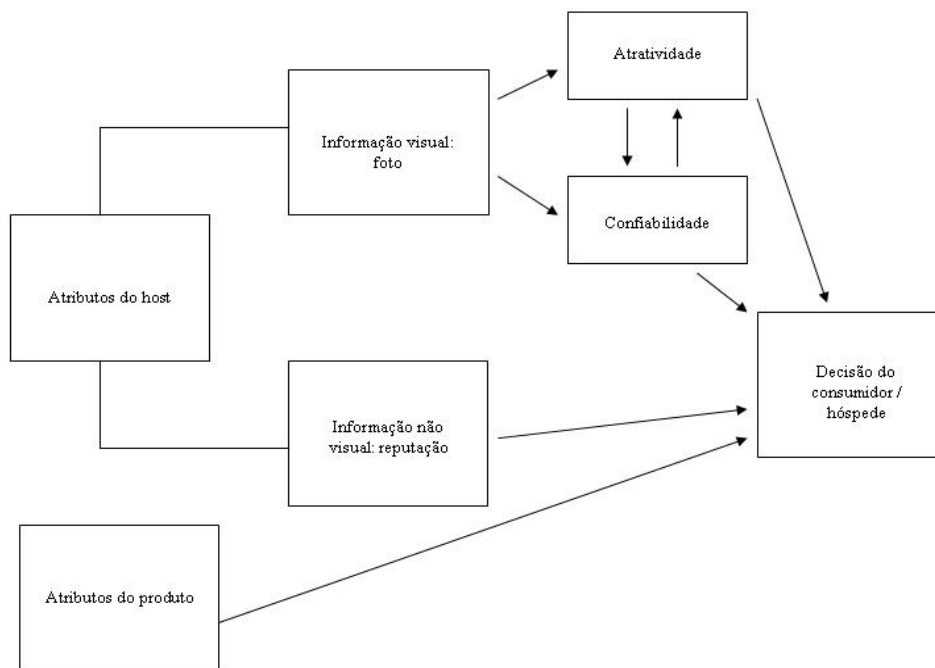 Atratividade
Informação visual:
foto
Confiabilidade
Atributos do host
Decisão do
consumidor /
hóspede
Informação não
visual: reputação
Atributos do produto